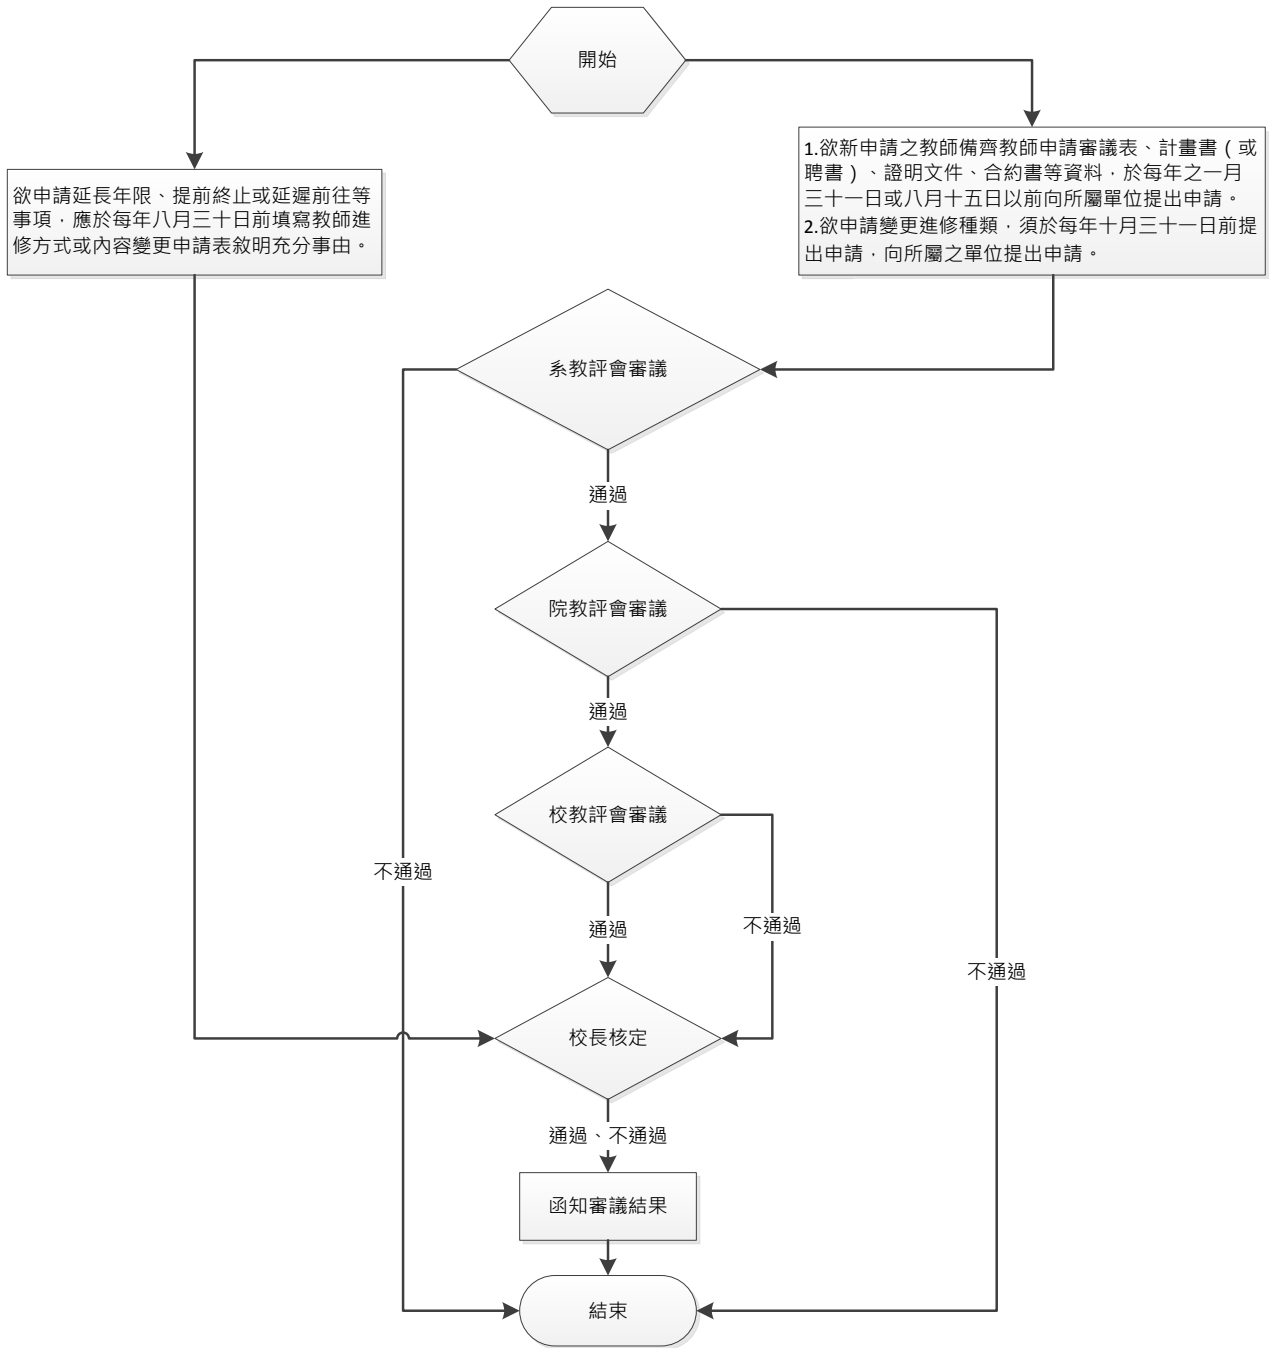 開始
欲申請延長年限、提前終止或延遲前往等
事項，應於每年八月三十日前填寫教師進
修方式或內容變更申請表敘明充分事由。
1.欲新申請之教師備齊教師申請審議表、計畫書（或
聘書）、證明文件、合約書等資料，於每年之一月
三十一日或八月十五日以前向所屬單位提出申請。
2.欲申請變更進修種類，須於每年十月三十一日前提
出申請，向所屬之單位提出申請。
系教評會審議
通過
院教評會審議
通過
校教評會審議
不通過
通過
不通過
不通過
校長核定
通過、不通過
函知審議結果
結束